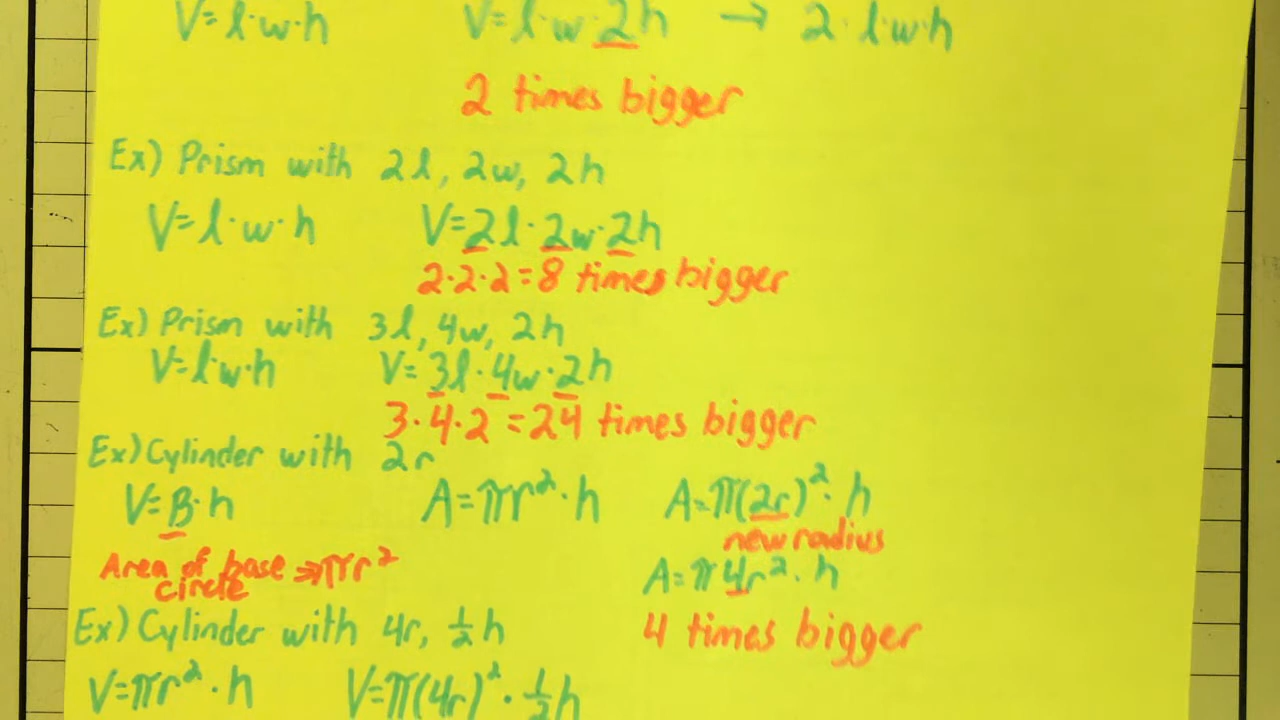 V=l·w·h V=l·w·2h → 2·l·w·h
2 times bigger
Ex) Prism with 2l, 2w, 2h
V=l·w·h V=2l·2w·2h
2·2·2=8 times bigger
Ex) Prism with 3l, 4w, 2h
V=l·w·h V=3l·4w·2h
3·4·2=24 times bigger
Ex) Cylinder with 2r
V=B·h A=πr²·h A=π(2r)²·h
new radius
Area of base → πr²
circle
A=π4r²·h
Ex) Cylinder with 4r, ½h
4 times bigger
V=πr²·h V=π(4r)²·½h